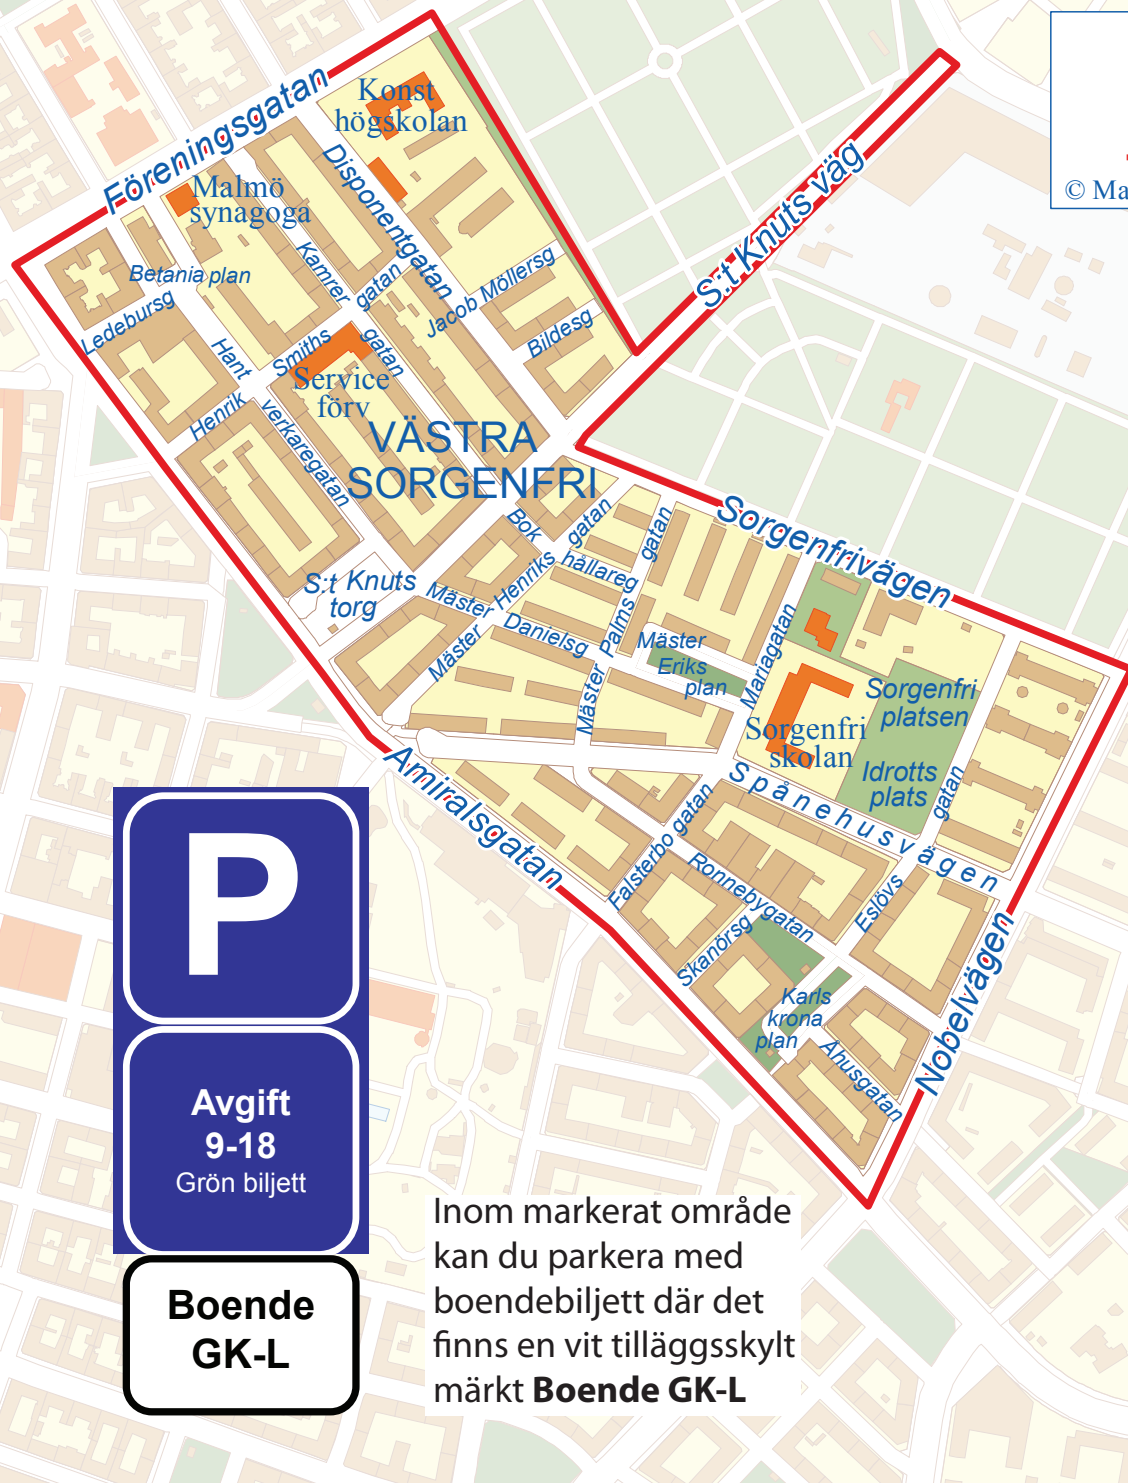 Föreningsgatan
Konst
högskolan
Disponentgatan
Malmö
synagoga
S:t Knuts väg
© Ma
Kamrer
gatan
Betania plan
Ledebursg
Jacob Möllersg
Bildesg
Hant
verkaregatan
Henrik
Smiths
gatan
Service
förv
VÄSTRA
SORGENFRI
Bok
hållareg
Mäster
Henriks
gatan
Mäster
Palms
gatan
Sorgenfrivägen
S:t Knuts
torg
Mäster
Danielsg
Mäster
Eriks
plan
Mariagatan
Sorgenfri
skolan
Sorgenfri
platsen
Idrotts
plats
Amiralsgatan
Spånehusvägen
Falsterbo gatan
Ronnebygatan
Eslövs
gatan
Skanörsg
Karls
krona
plan
Åhusgatan
Nobelvägen
P
Avgift
9-18
Grön biljett
Boende
GK-L
Inom markerat område
kan du parkera med
boendebiljett där det
finns en vit tilläggsskylt
märkt Boende GK-L